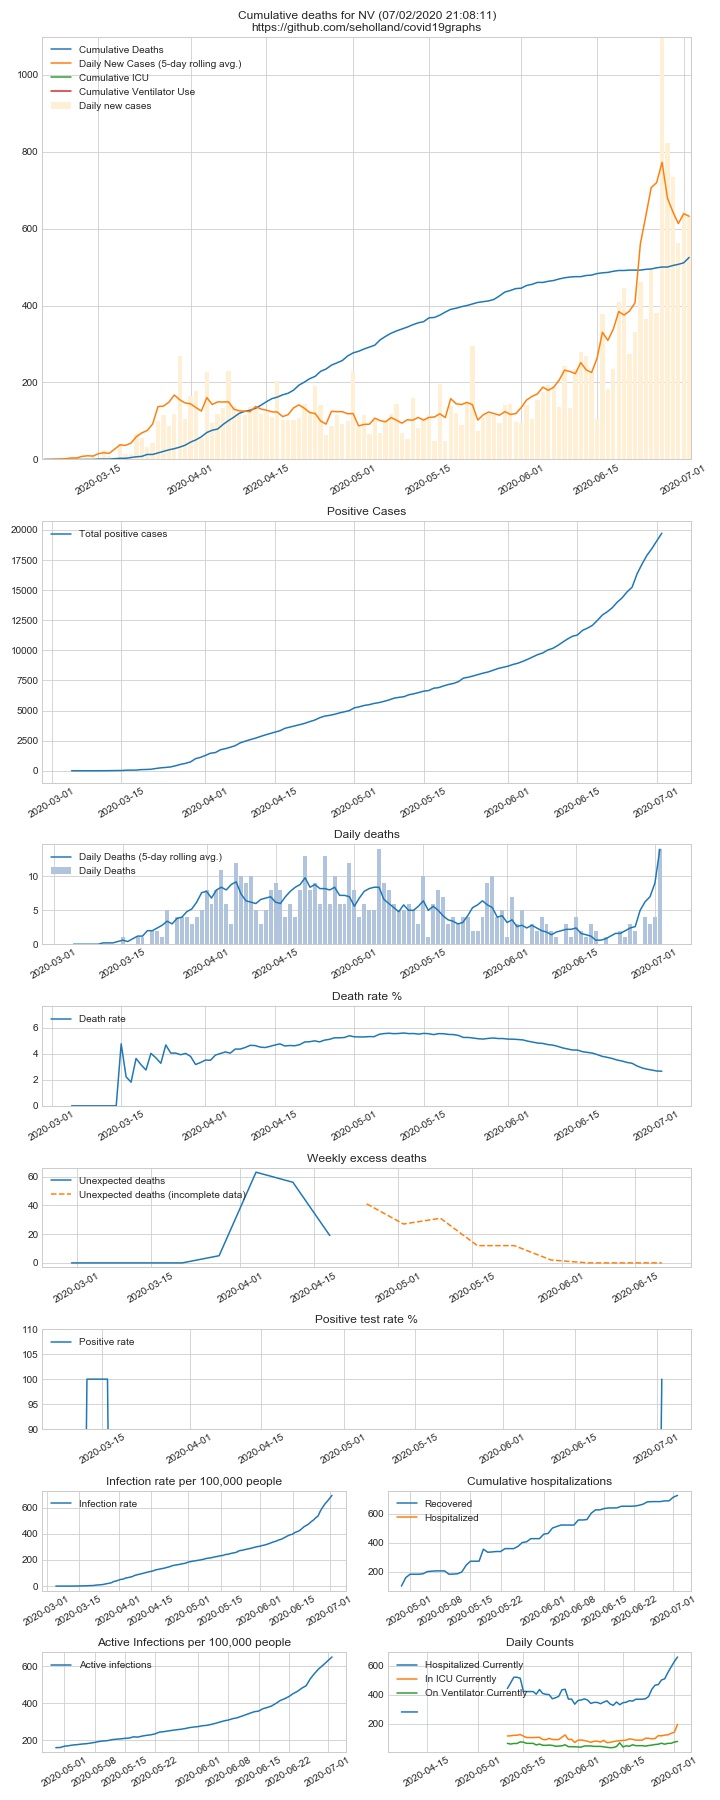 Cumulative deaths for NV (07/02/2020 21:08:11)
https://github.com/seholland/covid19graphs
Cumulative Deaths
Daily New Cases (5-day rolling avg.)
Cumulative ICU
Cumulative Ventilator Use
Daily new cases
1000
800
600
400
200
0
2020-03-15 2020-04-01 2020-04-15 2020-05-01 2020-05-15 2020-06-01 2020-06-15 2020-07-01
Positive Cases
Total positive cases
20000
17500
15000
12500
10000
7500
5000
2500
0
2020-03-01 2020-03-15 2020-04-01 2020-04-15 2020-05-01 2020-05-15 2020-06-01 2020-06-15 2020-07-01
Daily deaths
Daily Deaths (5-day rolling avg.)
Daily Deaths
10
5
0
2020-03-01 2020-03-15 2020-04-01 2020-04-15 2020-05-01 2020-05-15 2020-06-01 2020-06-15 2020-07-01
Death rate %
Death rate
6
4
2
0
2020-03-01 2020-03-15 2020-04-01 2020-04-15 2020-05-01 2020-05-15 2020-06-01 2020-06-15 2020-07-01
Weekly excess deaths
Unexpected deaths
Unexpected deaths (incomplete data)
60
40
20
0
2020-03-01 2020-03-15 2020-04-01 2020-04-15 2020-05-01 2020-05-15 2020-06-01 2020-06-15
Positive test rate %
Positive rate
110
105
100
95
90
2020-03-15 2020-04-01 2020-04-15 2020-05-01 2020-05-15 2020-06-01 2020-06-15 2020-07-01
Infection rate per 100,000 people
Infection rate
600
400
200
0
2020-03-01 2020-03-15 2020-04-01 2020-04-15 2020-05-01 2020-05-15 2020-06-01 2020-06-15 2020-07-01
Cumulative hospitalizations
Recovered
Hospitalized
600
400
200
2020-05-01 2020-05-08 2020-05-15 2020-05-22 2020-06-01 2020-06-08 2020-06-15 2020-06-22 2020-07-01
Active Infections per 100,000 people
Active infections
600
400
200
2020-05-01 2020-05-08 2020-05-15 2020-05-22 2020-06-01 2020-06-08 2020-06-15 2020-06-22 2020-07-01
Daily Counts
Hospitalized Currently
In ICU Currently
On Ventilator Currently
600
400
200
2020-04-15 2020-05-01 2020-05-15 2020-06-01 2020-06-15 2020-07-01